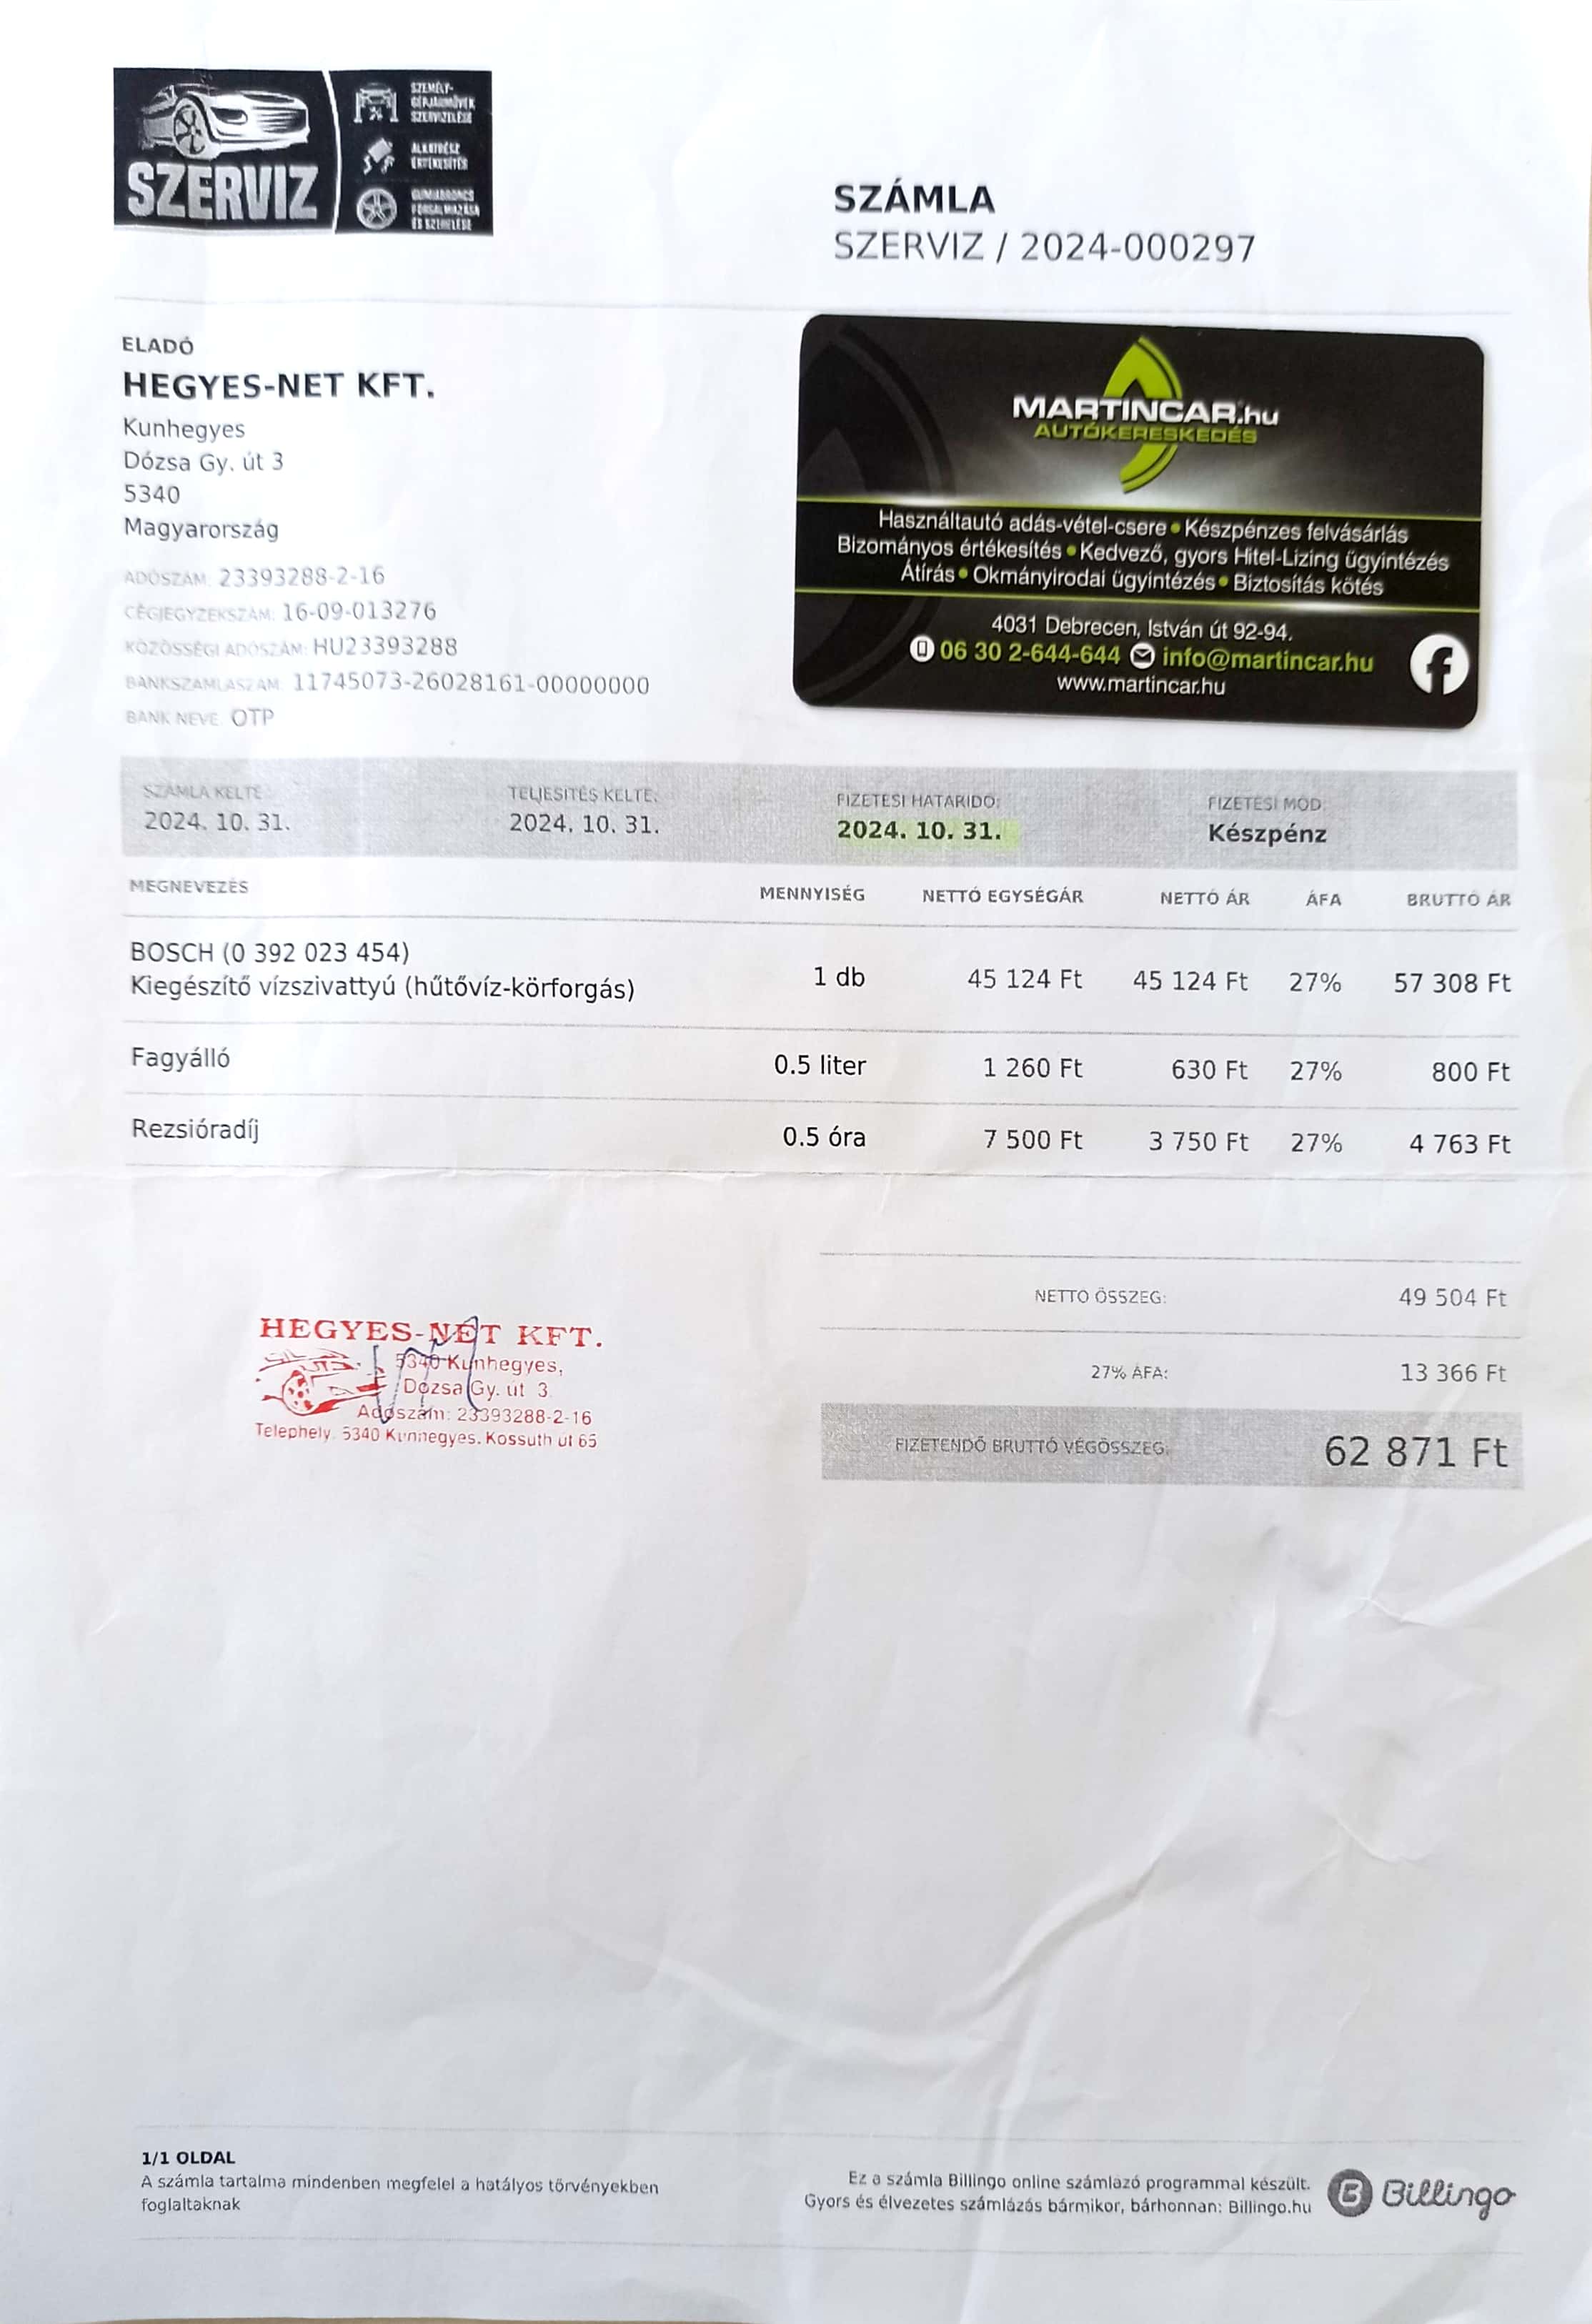 SZERVIZ
SZEMÉLY-
GÉPJÁRMŰVEK
SZERVIZELÉSE
ALKATRÉSZ
ÉRTÉKESÍTÉS
GUMIABRONCS
FORGALMAZÁSA
ÉS SZERELÉSE
SZÁMLA
SZERVIZ / 2024-000297
ELADÓ
HEGYES-NET KFT.
Kunhegyes
Dózsa Gy. út 3
5340
Magyarország
ADÓSZÁM: 23393288-2-16
CÉGJEGYZÉKSZÁM: 16-09-013276
KÖZÖSSÉGI ADÓSZÁM: HU23393288
BANKSZÁMLASZÁM: 11745073-26028161-00000000
BANK NEVE: OTP
MARTINCAR.hu
AUTÓKERESKEDÉS
Használtautó adás-vétel-csere • Készpénzes felvásárlás
Bizományos értékesítés • Kedvező, gyors Hitel-Lízing ügyintézés
Átírás • Okmányirodai ügyintézés • Biztosítás kötés
4031 Debrecen, István út 92-94.
06 30 2-644-644 info@martincar.hu
www.martincar.hu
SZÁMLA KELTE: TELJESÍTÉS KELTE: FIZETÉSI HATÁRIDŐ: FIZETÉSI MÓD:
2024. 10. 31. 2024. 10. 31. 2024. 10. 31. Készpénz
MEGNEVEZÉS MENNYISÉG NETTÓ EGYSÉGÁR NETTÓ ÁR ÁFA BRUTTÓ ÁR
BOSCH (0 392 023 454)
Kiegészítő vízszivattyú (hűtővíz-körforgás) 1 db 45 124 Ft 45 124 Ft 27% 57 308 Ft
Fagyálló 0.5 liter 1 260 Ft 630 Ft 27% 800 Ft
Rezsióradíj 0.5 óra 7 500 Ft 3 750 Ft 27% 4 763 Ft
NETTÓ ÖSSZEG: 49 504 Ft
27% ÁFA: 13 366 Ft
FIZETENDŐ BRUTTÓ VÉGÖSSZEG: 62 871 Ft
HEGYES-NET KFT.
5340 Kunhegyes,
Dózsa Gy. út 3
Adószám: 23393288-2-16
Telephely: 5340 Kunhegyes, Kossuth út 65
1/1 OLDAL
A számla tartalma mindenben megfelel a hatályos törvényekben
foglaltaknak
Ez a számla Billingo online számlázó programmal készült.
Gyors és élvezetes számlázás bármikor, bárhonnan: Billingo.hu
Billingo